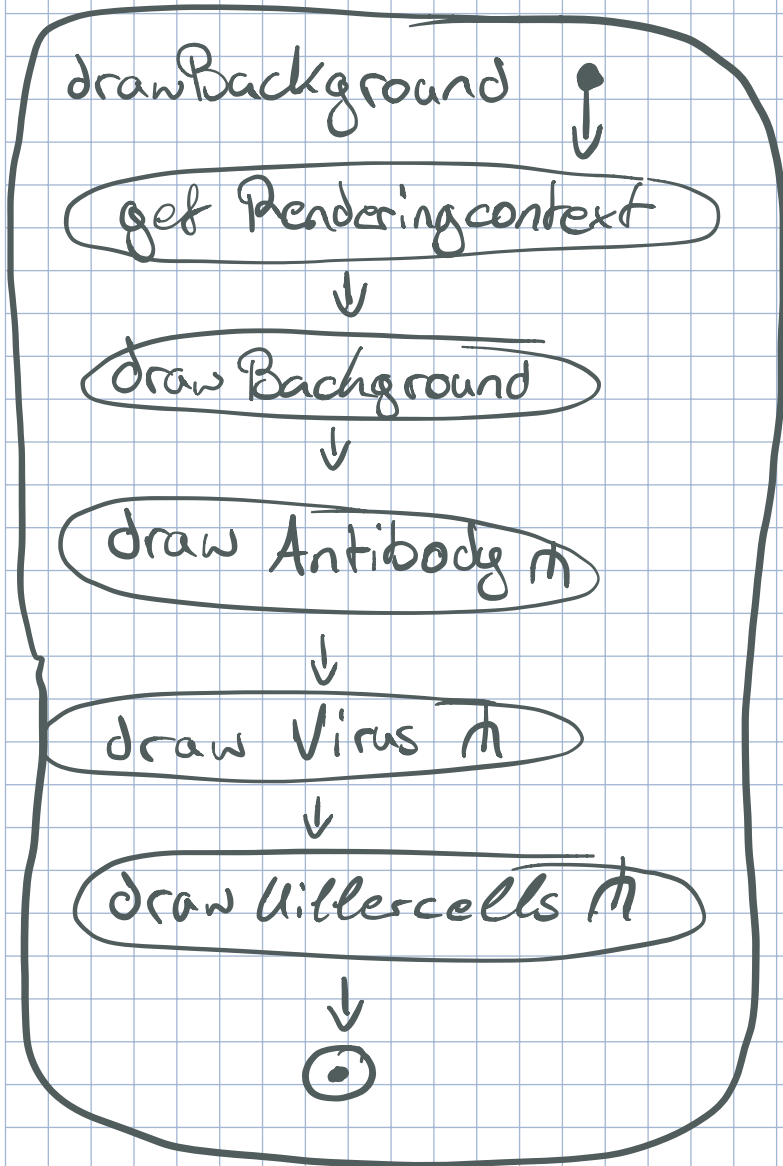 drawBackground
get Renderingcontext
draw Background
draw Antibody
draw Virus
draw Killercells